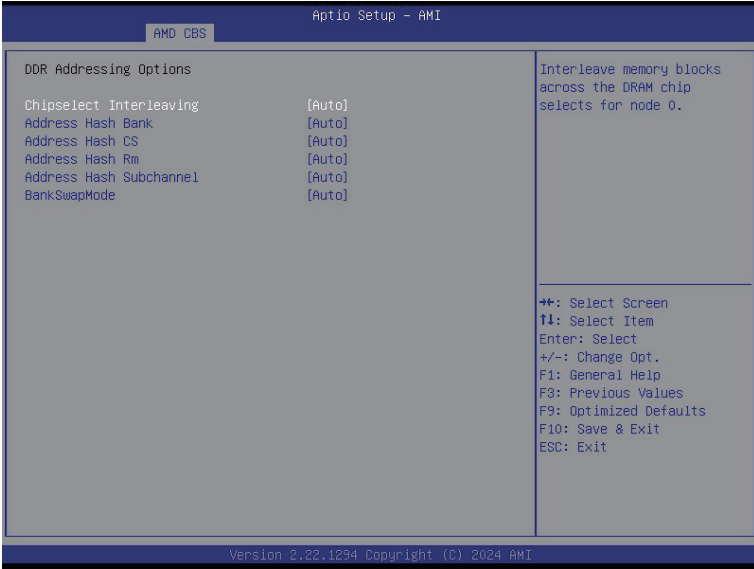 Aptio Setup – AMI
AMD CBS
DDR Addressing Options
Chipselect Interleaving [Auto]
Address Hash Bank [Auto]
Address Hash CS [Auto]
Address Hash Rm [Auto]
Address Hash Subchannel [Auto]
BankSwapMode [Auto]
Interleave memory blocks
across the DRAM chip
selects for node 0.
→←: Select Screen
↑↓: Select Item
Enter: Select
+/-: Change Opt.
F1: General Help
F3: Previous Values
F9: Optimized Defaults
F10: Save & Exit
ESC: Exit
Version 2.22.1294 Copyright (C) 2024 AMI